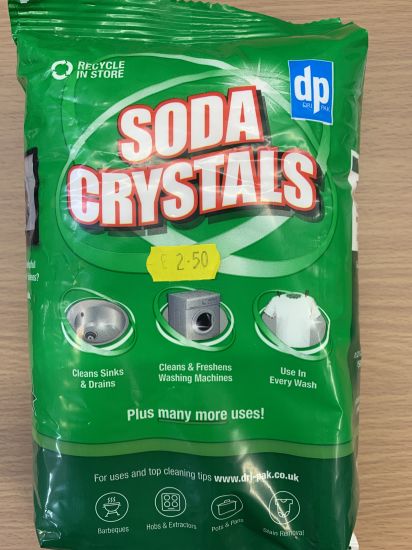 RECYCLE
IN STORE
dp
DRI PAK
SODA
CRYSTALS
£2.50
Cleans Sinks
& Drains
Cleans & Freshens
Washing Machines
Use In
Every Wash
Plus many more uses!
For uses and top cleaning tips www.dri-pak.co.uk
Barbeques
Hobs & Extractors
Pots & Pans
Stain Removal